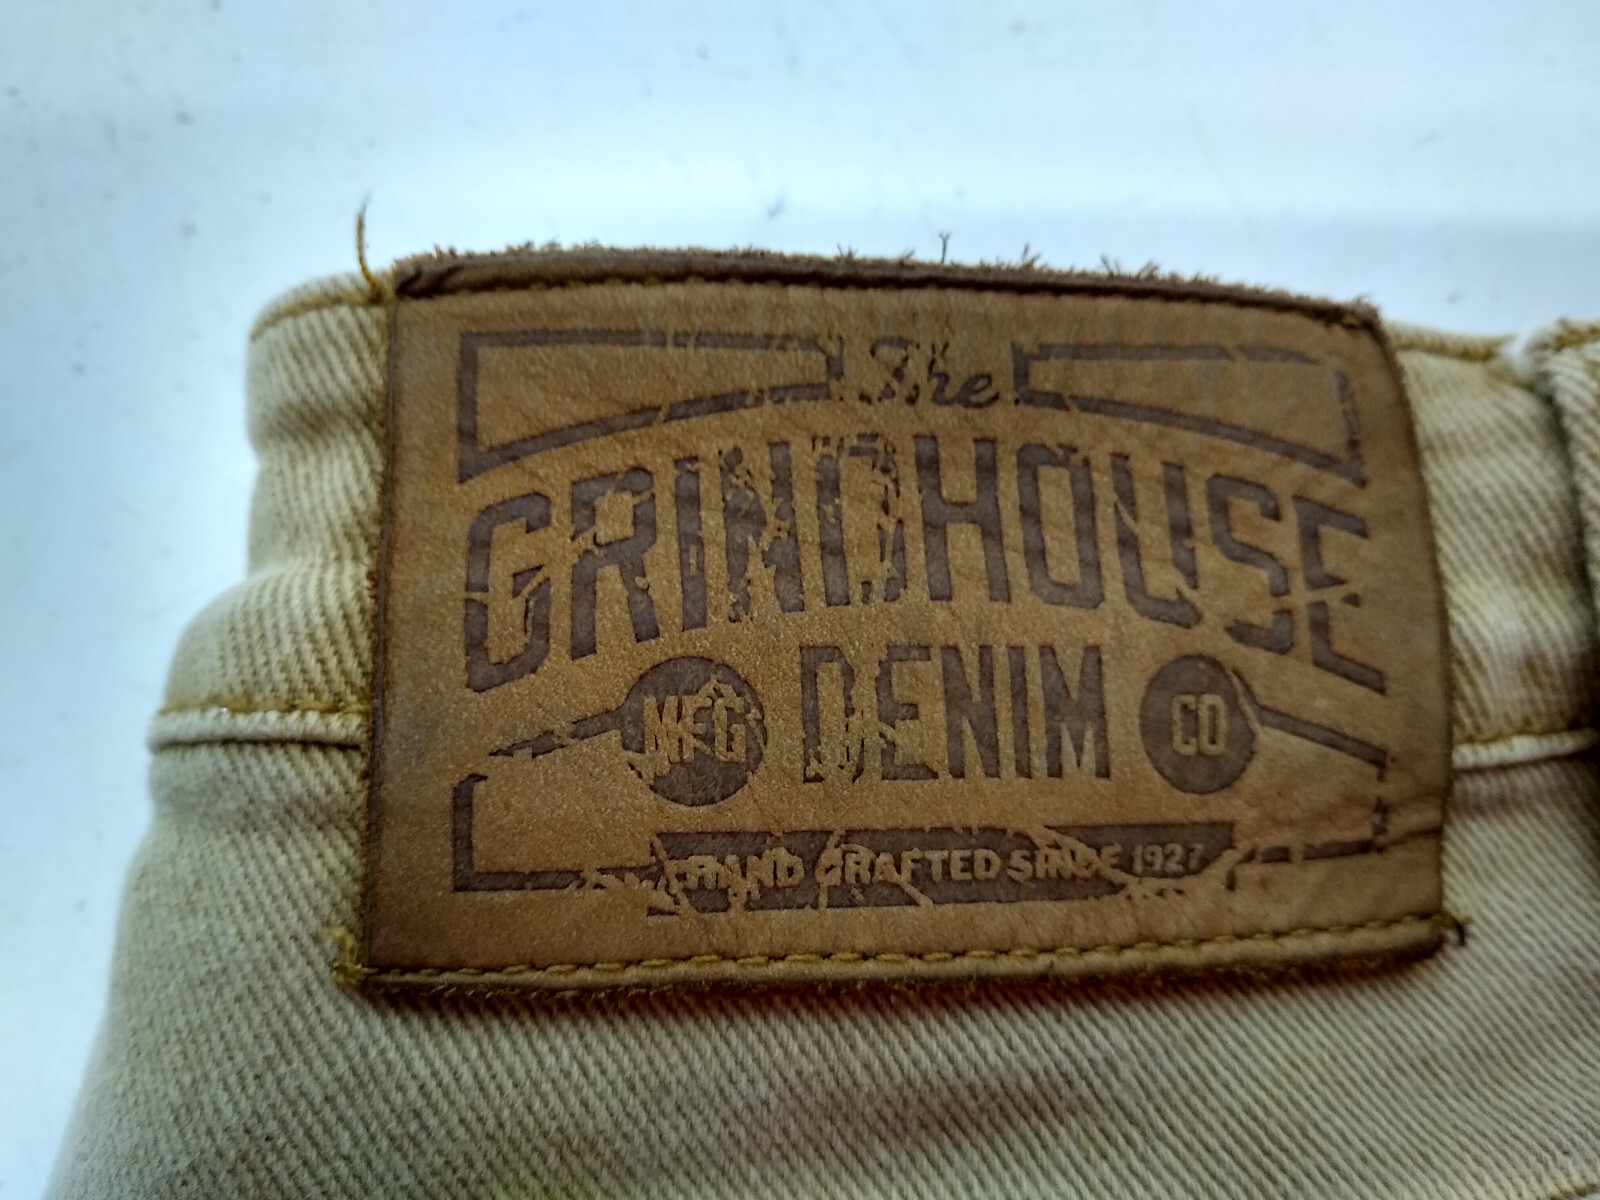 The
GRINDHOUSE
MFG DENIM CO
HAND CRAFTED SINCE 1927